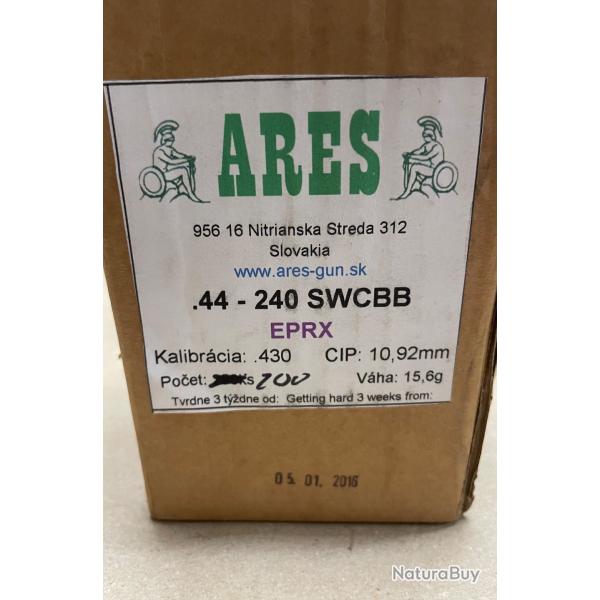 ARES
956 16 Nitrianska Streda 312
Slovakia
www.ares-gun.sk
.44 - 240 SWCBB
EPRX
Kalibrácia: .430 CIP: 10,92mm
Počet: ks 200 Váha: 15,6g
Tvrdne 3 týždne od: Getting hard 3 weeks from:
05. 01. 2016
NaturaBuy